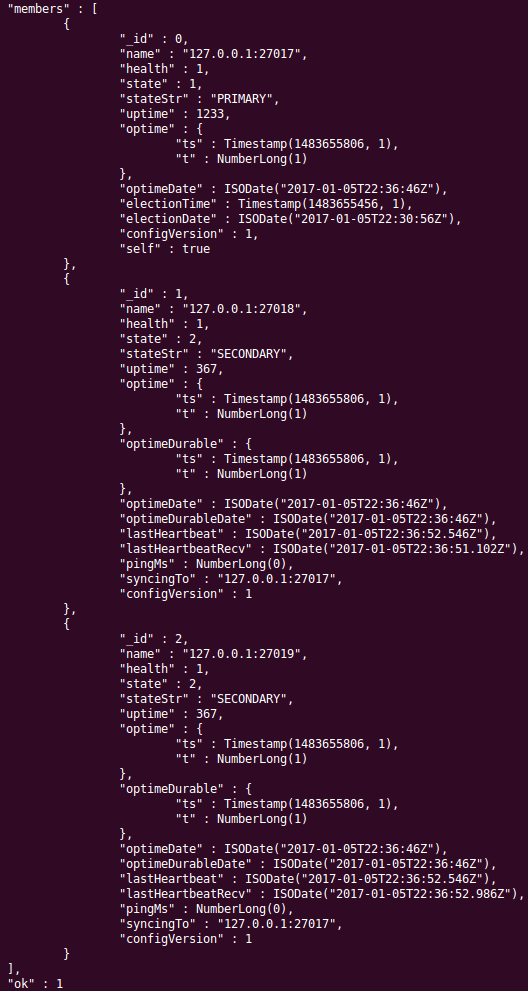 "members" : [
{
"_id" : 0,
"name" : "127.0.0.1:27017",
"health" : 1,
"state" : 1,
"stateStr" : "PRIMARY",
"uptime" : 1233,
"optime" : {
"ts" : Timestamp(1483655806, 1),
"t" : NumberLong(1)
},
"optimeDate" : ISODate("2017-01-05T22:36:46Z"),
"electionTime" : Timestamp(1483655456, 1),
"electionDate" : ISODate("2017-01-05T22:30:56Z"),
"configVersion" : 1,
"self" : true
},
{
"_id" : 1,
"name" : "127.0.0.1:27018",
"health" : 1,
"state" : 2,
"stateStr" : "SECONDARY",
"uptime" : 367,
"optime" : {
"ts" : Timestamp(1483655806, 1),
"t" : NumberLong(1)
},
"optimeDurable" : {
"ts" : Timestamp(1483655806, 1),
"t" : NumberLong(1)
},
"optimeDate" : ISODate("2017-01-05T22:36:46Z"),
"optimeDurableDate" : ISODate("2017-01-05T22:36:46Z"),
"lastHeartbeat" : ISODate("2017-01-05T22:36:52.546Z"),
"lastHeartbeatRecv" : ISODate("2017-01-05T22:36:51.102Z"),
"pingMs" : NumberLong(0),
"syncingTo" : "127.0.0.1:27017",
"configVersion" : 1
},
{
"_id" : 2,
"name" : "127.0.0.1:27019",
"health" : 1,
"state" : 2,
"stateStr" : "SECONDARY",
"uptime" : 367,
"optime" : {
"ts" : Timestamp(1483655806, 1),
"t" : NumberLong(1)
},
"optimeDurable" : {
"ts" : Timestamp(1483655806, 1),
"t" : NumberLong(1)
},
"optimeDate" : ISODate("2017-01-05T22:36:46Z"),
"optimeDurableDate" : ISODate("2017-01-05T22:36:46Z"),
"lastHeartbeat" : ISODate("2017-01-05T22:36:52.546Z"),
"lastHeartbeatRecv" : ISODate("2017-01-05T22:36:52.986Z"),
"pingMs" : NumberLong(0),
"syncingTo" : "127.0.0.1:27017",
"configVersion" : 1
}
],
"ok" : 1